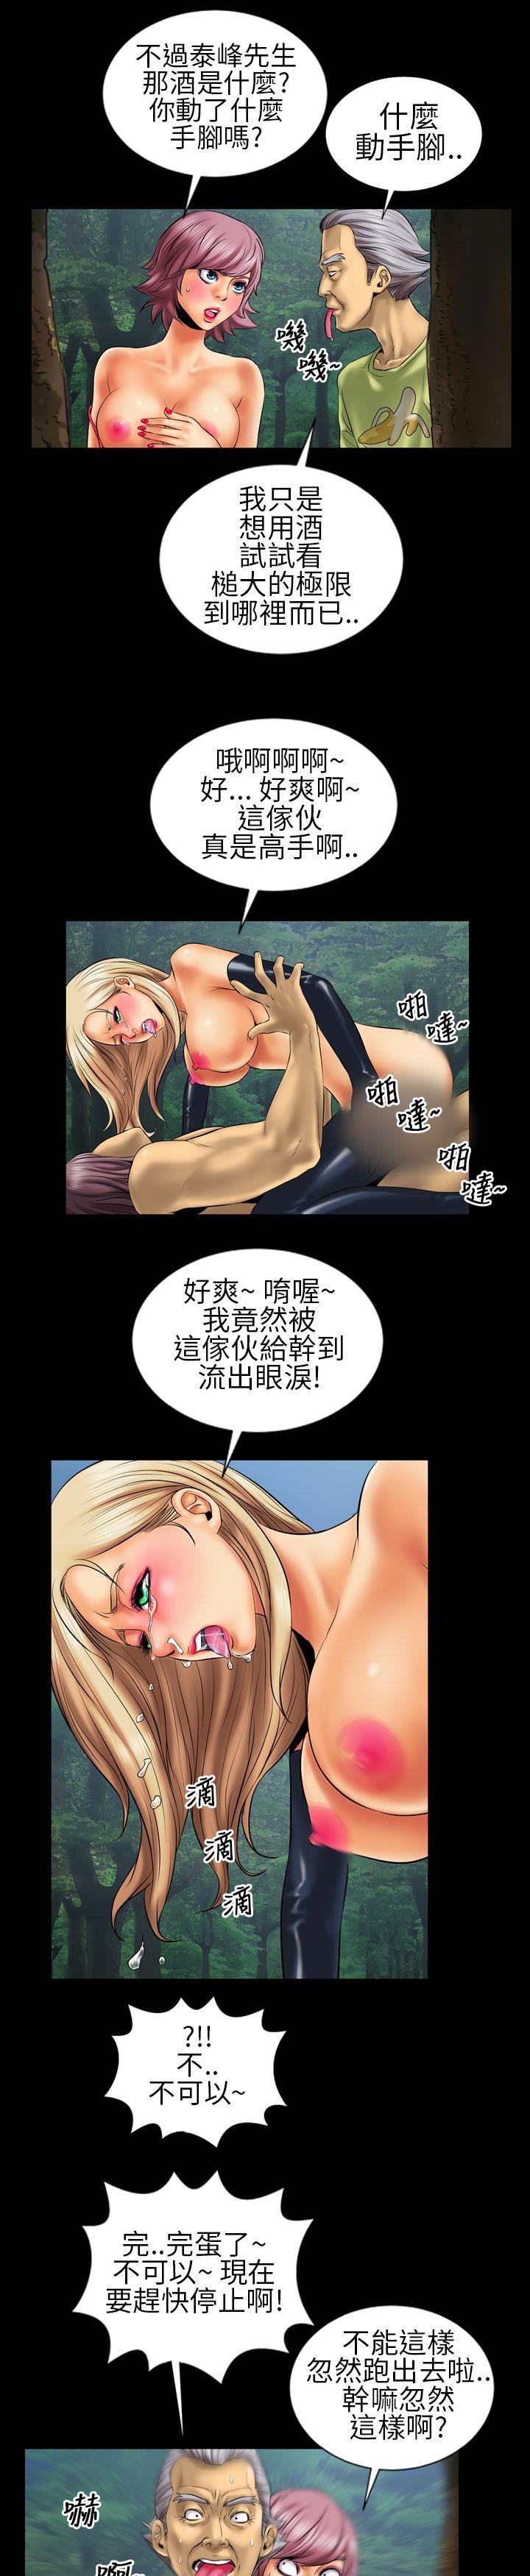 不過泰峰先生
那酒是什麼?
你動了什麼
手腳嗎?
什麼
動手腳..
嘰
嘰~
我只是
想用酒
試試看
槌大的極限
到哪裡而已..
哦啊啊啊~
好... 好爽啊~
這傢伙
真是高手啊..
啪
噠~
啪
噠~
啪
噠~
好爽~ 唷喔~
我竟然被
這傢伙給幹到
流出眼淚!
滴
滴
滴
?!!
不..
不可以~
完..完蛋了~
不可以~ 現在
要趕快停止啊!
不能這樣
忽然跑出去啦..
幹嘛忽然
這樣啊?
嚇
啊~